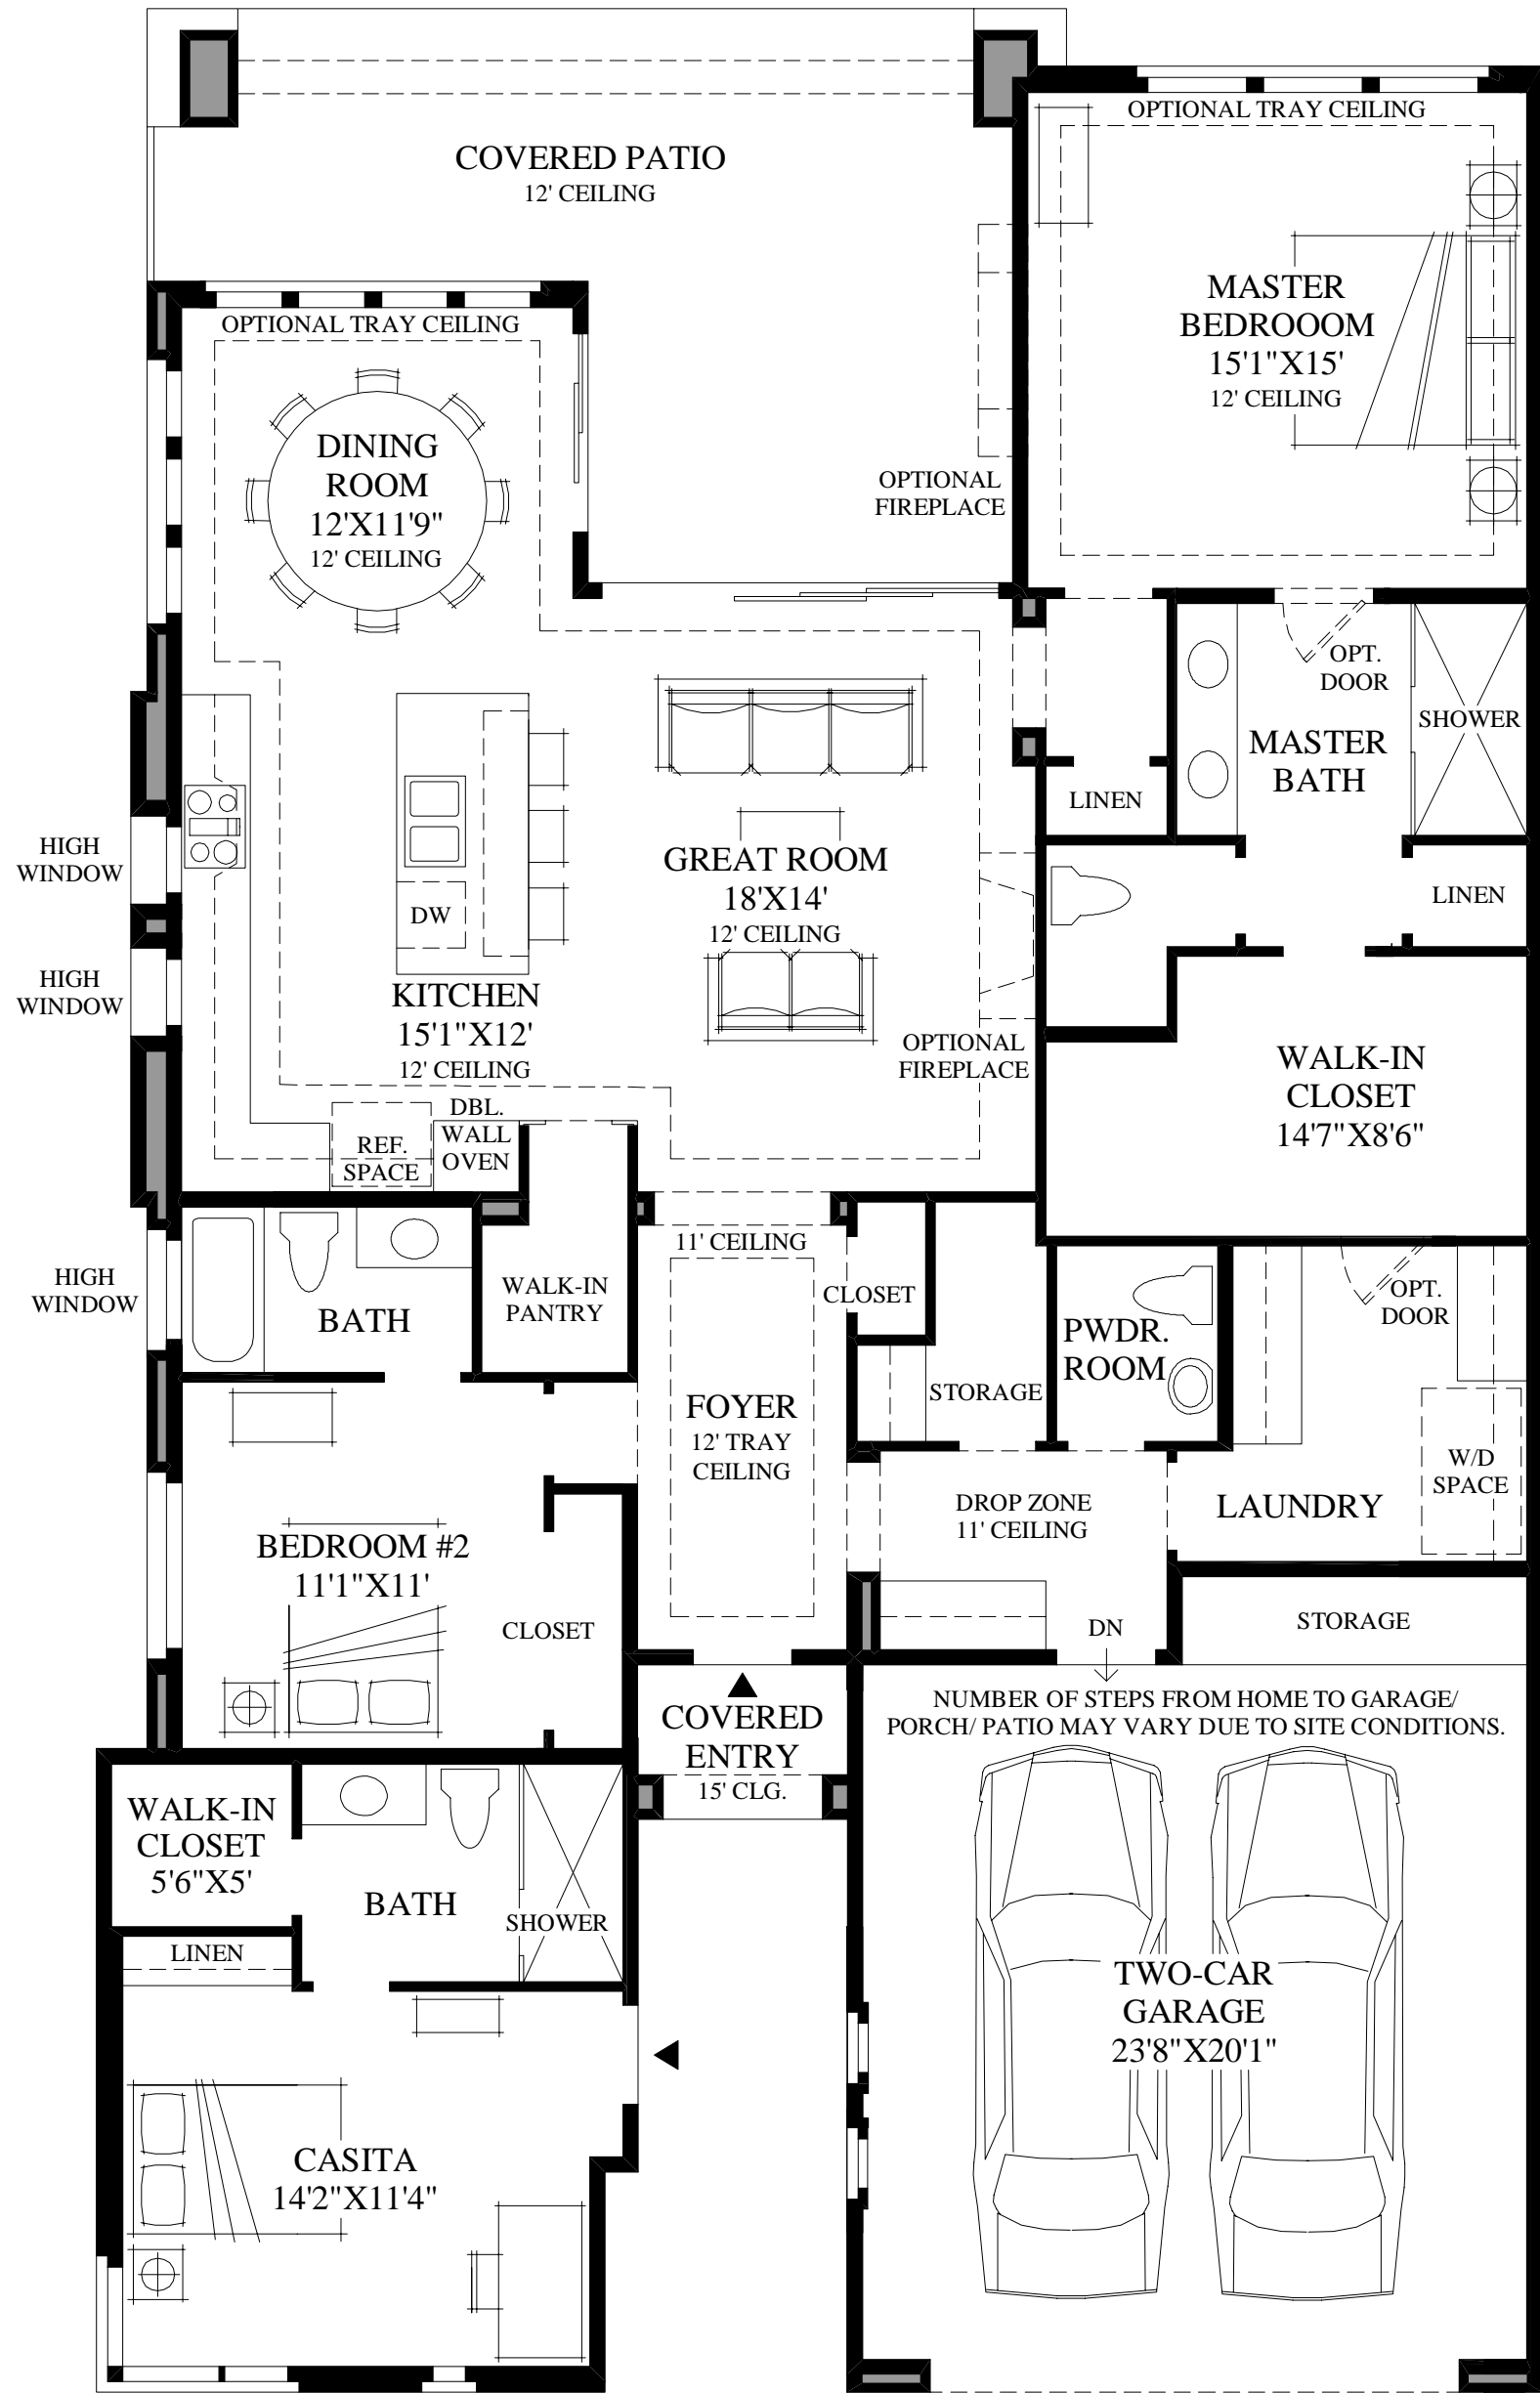 OPTIONAL TRAY CEILING
COVERED PATIO
12' CEILING
MASTER
BEDROOOM
15'1"X15'
12' CEILING
OPTIONAL TRAY CEILING
DINING
ROOM
12'X11'9"
12' CEILING
OPTIONAL
FIREPLACE
OPT.
DOOR
SHOWER
MASTER
BATH
LINEN
HIGH
WINDOW
GREAT ROOM
18'X14'
12' CEILING
LINEN
DW
HIGH
WINDOW
KITCHEN
15'1"X12'
12' CEILING
OPTIONAL
FIREPLACE
WALK-IN
CLOSET
14'7"X8'6"
DBL.
WALL
OVEN
REF.
SPACE
11' CEILING
HIGH
WINDOW
BATH
WALK-IN
PANTRY
CLOSET
OPT.
DOOR
PWDR.
ROOM
STORAGE
FOYER
12' TRAY
CEILING
W/D
SPACE
DROP ZONE
11' CEILING
LAUNDRY
BEDROOM #2
11'1"X11'
CLOSET
DN
STORAGE
NUMBER OF STEPS FROM HOME TO GARAGE/
PORCH/ PATIO MAY VARY DUE TO SITE CONDITIONS.
COVERED
ENTRY
15' CLG.
WALK-IN
CLOSET
5'6"X5'
BATH
SHOWER
LINEN
TWO-CAR
GARAGE
23'8"X20'1"
CASITA
14'2"X11'4"